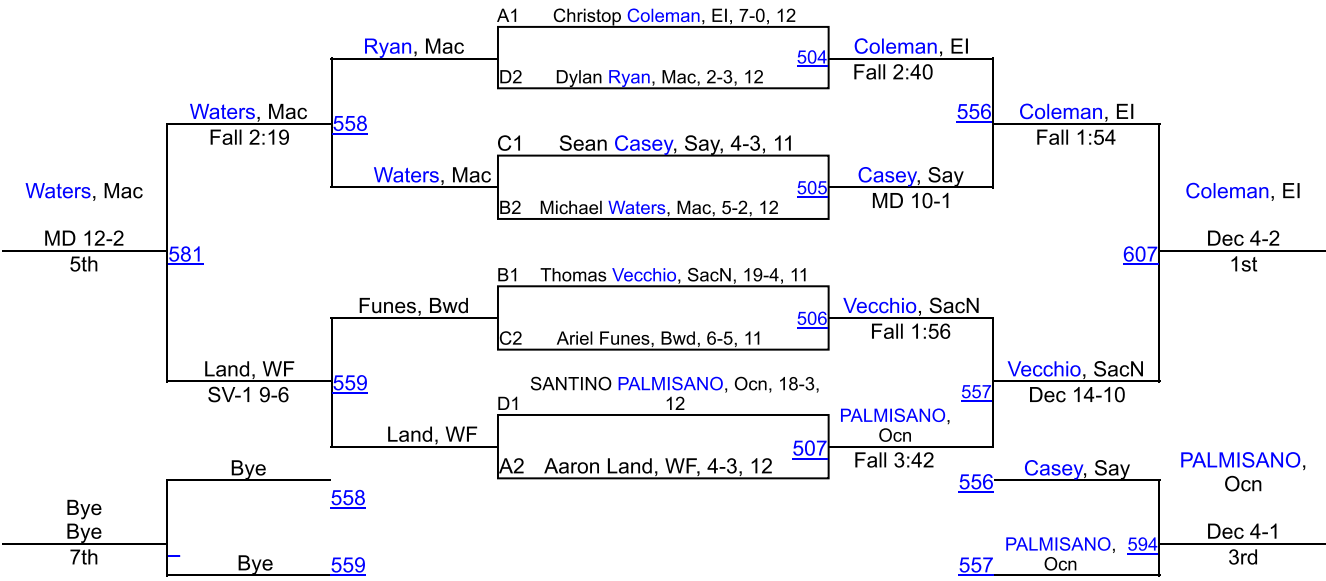 A1 Christop Coleman, EI, 7-0, 12
Ryan, Mac
504
Coleman, EI
D2 Dylan Ryan, Mac, 2-3, 12
Fall 2:40
Waters, Mac
558
Fall 2:19
556
Coleman, EI
Fall 1:54
C1 Sean Casey, Say, 4-3, 11
Waters, Mac
505
Casey, Say
B2 Michael Waters, Mac, 5-2, 12
MD 10-1
Waters, Mac
MD 12-2
5th
581
607
Coleman, EI
Dec 4-2
1st
B1 Thomas Vecchio, SacN, 19-4, 11
Funes, Bwd
506
Vecchio, SacN
C2 Ariel Funes, Bwd, 6-5, 11
Fall 1:56
Land, WF
559
SV-1 9-6
557
Vecchio, SacN
Dec 14-10
SANTINO PALMISANO, Ocn, 18-3,
12
D1
Land, WF
507
PALMISANO,
Ocn
A2 Aaron Land, WF, 4-3, 12
Fall 3:42
Bye
558
Bye
Bye
7th
Bye
559
556
Casey, Say
PALMISANO,
Ocn
594
Dec 4-1
3rd
557
PALMISANO,
Ocn